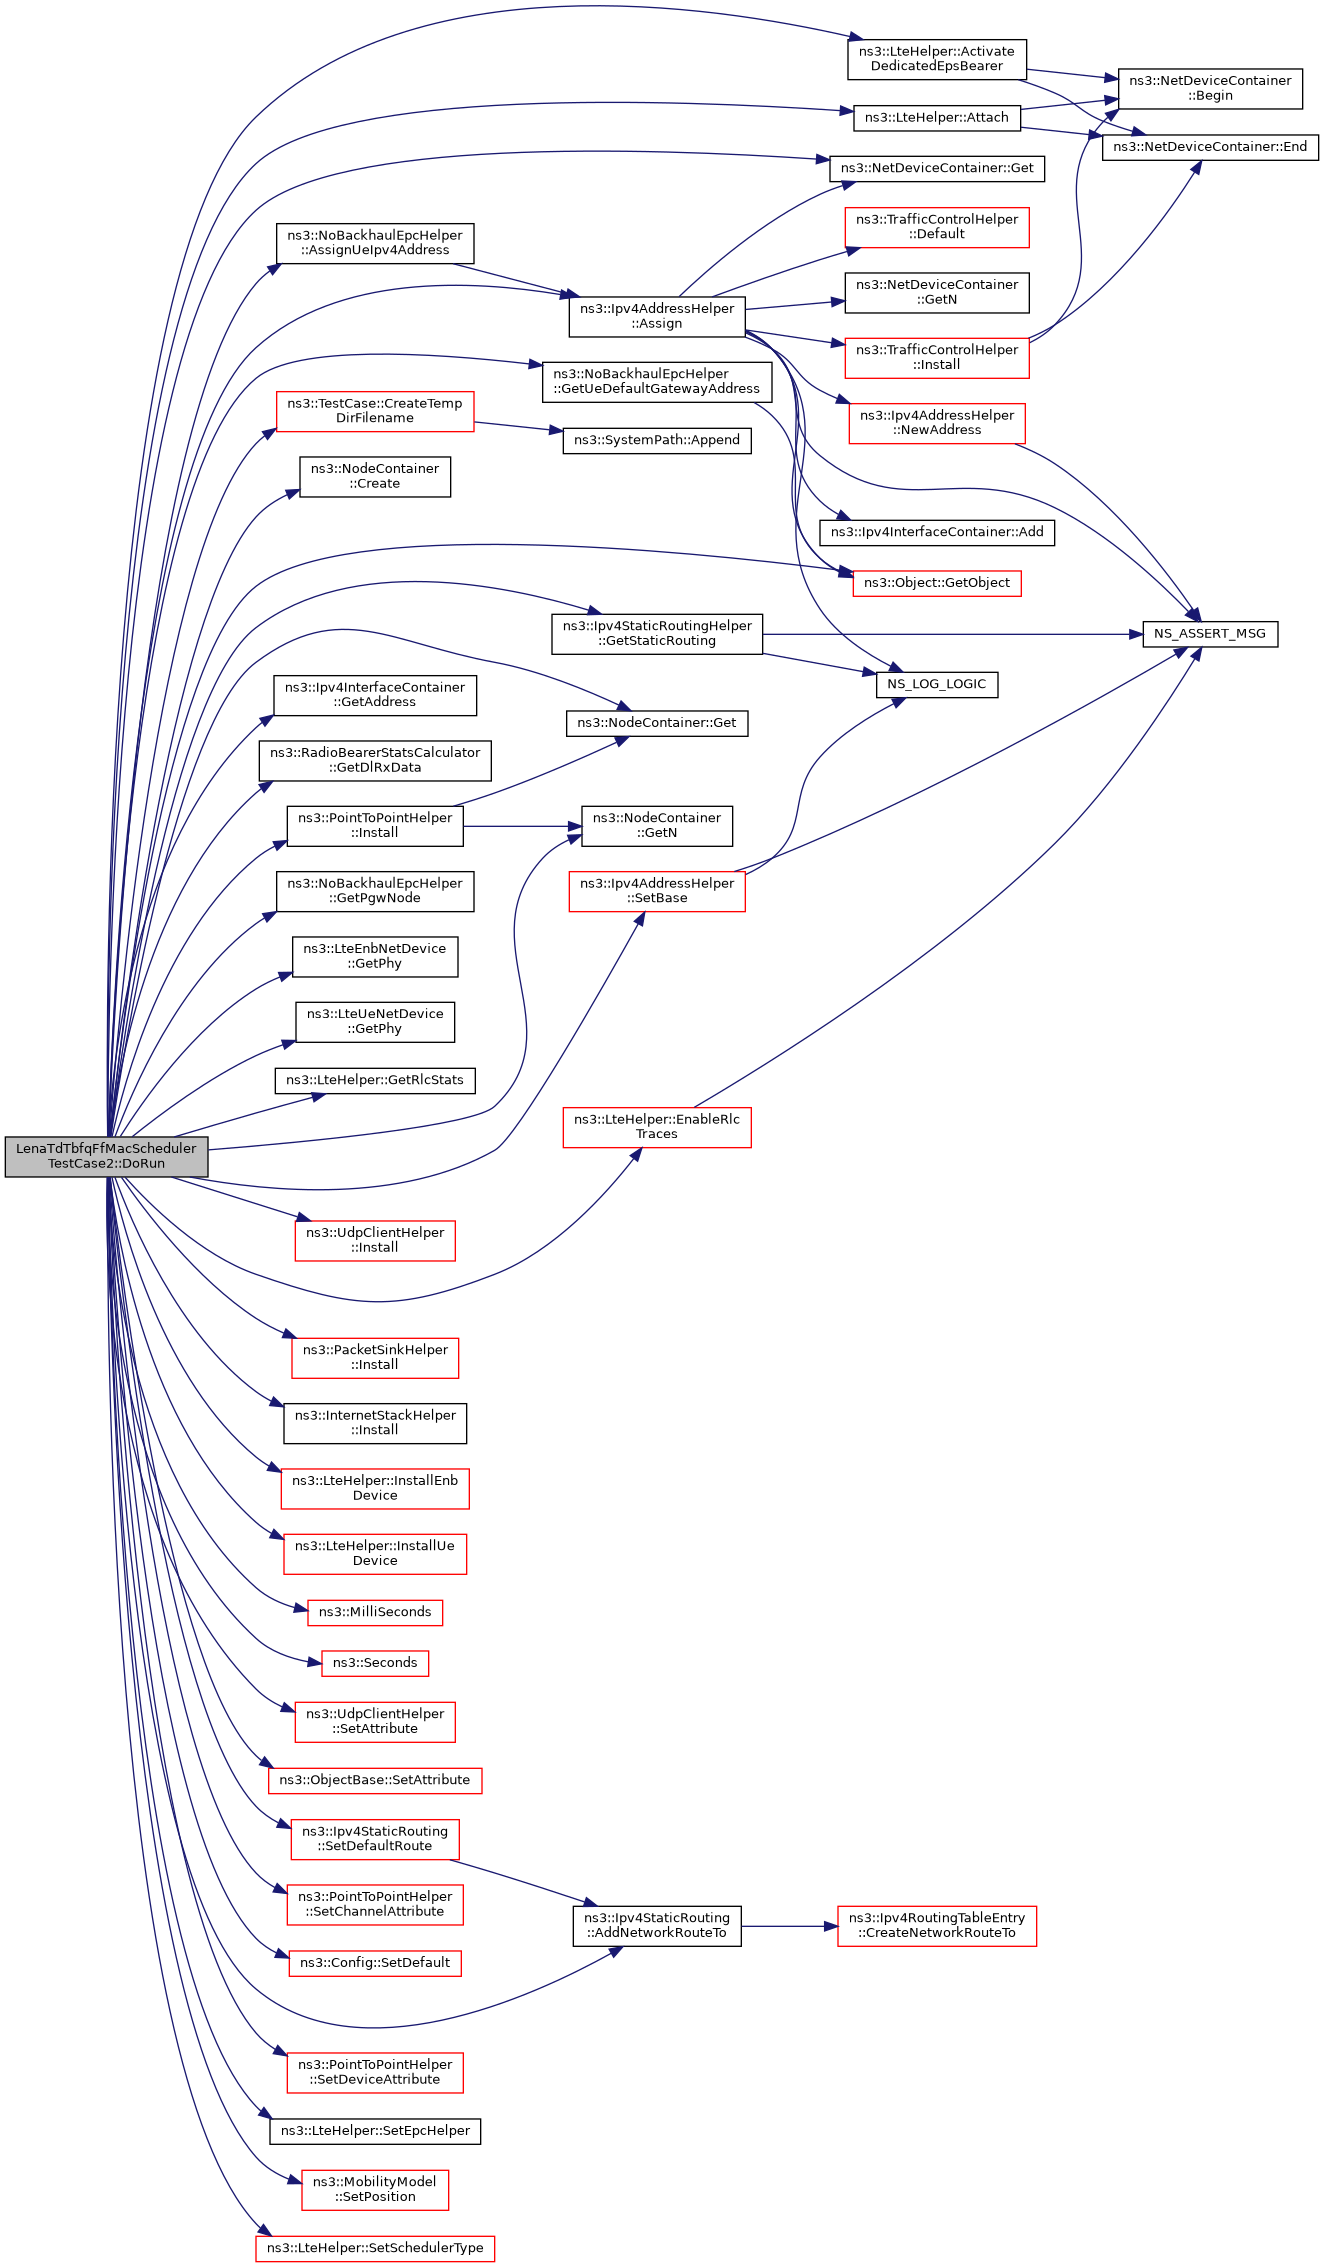 ns3::LteHelper::Activate
DedicatedEpsBearer
ns3::NetDeviceContainer
::Begin
ns3::LteHelper::Attach
ns3::NetDeviceContainer::End
ns3::NetDeviceContainer::Get
ns3::TrafficControlHelper
::Default
ns3::NoBackhaulEpcHelper
::AssignUeIpv4Address
ns3::NetDeviceContainer
::GetN
ns3::Ipv4AddressHelper
::Assign
ns3::TrafficControlHelper
::Install
ns3::NoBackhaulEpcHelper
::GetUeDefaultGatewayAddress
ns3::TestCase::CreateTemp
DirFilename
ns3::Ipv4AddressHelper
::NewAddress
ns3::SystemPath::Append
ns3::NodeContainer
::Create
ns3::Ipv4InterfaceContainer::Add
ns3::Object::GetObject
ns3::Ipv4StaticRoutingHelper
::GetStaticRouting
NS_ASSERT_MSG
NS_LOG_LOGIC
ns3::Ipv4InterfaceContainer
::GetAddress
ns3::NodeContainer::Get
ns3::RadioBearerStatsCalculator
::GetDlRxData
ns3::PointToPointHelper
::Install
ns3::NodeContainer
::GetN
ns3::NoBackhaulEpcHelper
::GetPgwNode
ns3::Ipv4AddressHelper
::SetBase
ns3::LteEnbNetDevice
::GetPhy
ns3::LteUeNetDevice
::GetPhy
ns3::LteHelper::GetRlcStats
ns3::LteHelper::EnableRlc
Traces
LenaTdTbfqFfMacScheduler
TestCase2::DoRun
ns3::UdpClientHelper
::Install
ns3::PacketSinkHelper
::Install
ns3::InternetStackHelper
::Install
ns3::LteHelper::InstallEnb
Device
ns3::LteHelper::InstallUe
Device
ns3::MilliSeconds
ns3::Seconds
ns3::UdpClientHelper
::SetAttribute
ns3::ObjectBase::SetAttribute
ns3::Ipv4StaticRouting
::SetDefaultRoute
ns3::PointToPointHelper
::SetChannelAttribute
ns3::Ipv4StaticRouting
::AddNetworkRouteTo
ns3::Ipv4RoutingTableEntry
::CreateNetworkRouteTo
ns3::Config::SetDefault
ns3::PointToPointHelper
::SetDeviceAttribute
ns3::LteHelper::SetEpcHelper
ns3::MobilityModel
::SetPosition
ns3::LteHelper::SetSchedulerType